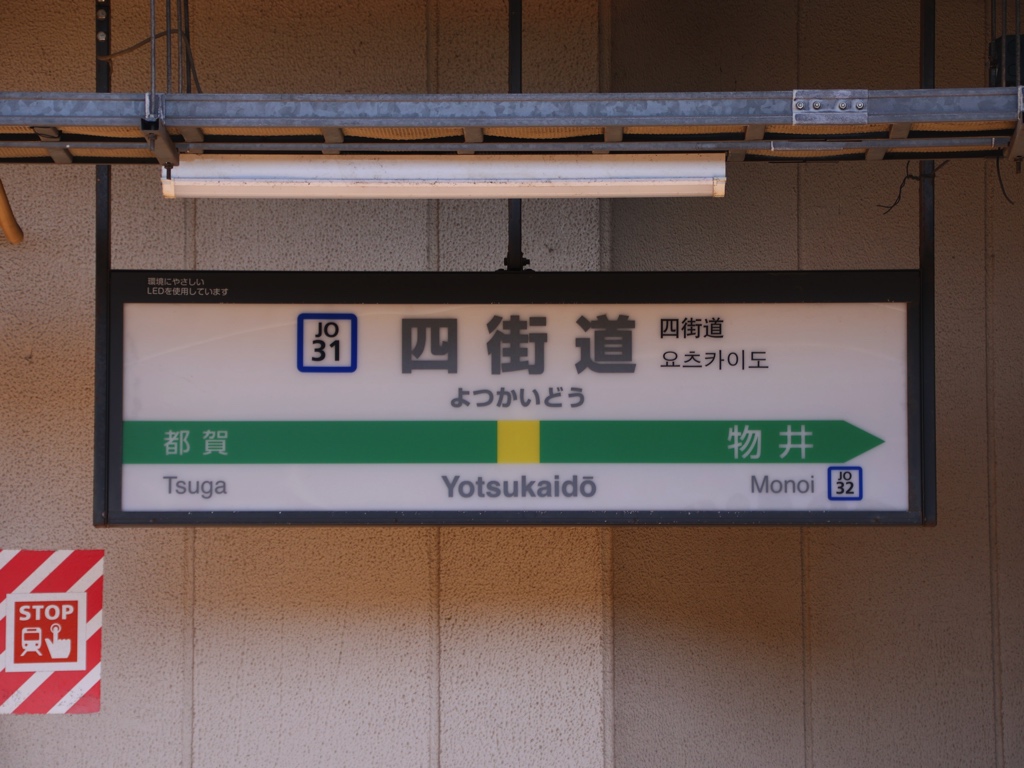 環境にやさしい
LEDを使用しています
JO
31
四街道
四街道
요츠카이도
よつかいどう
都賀
物井
Tsuga
Yotsukaidō
Monoi
JO
32
STOP